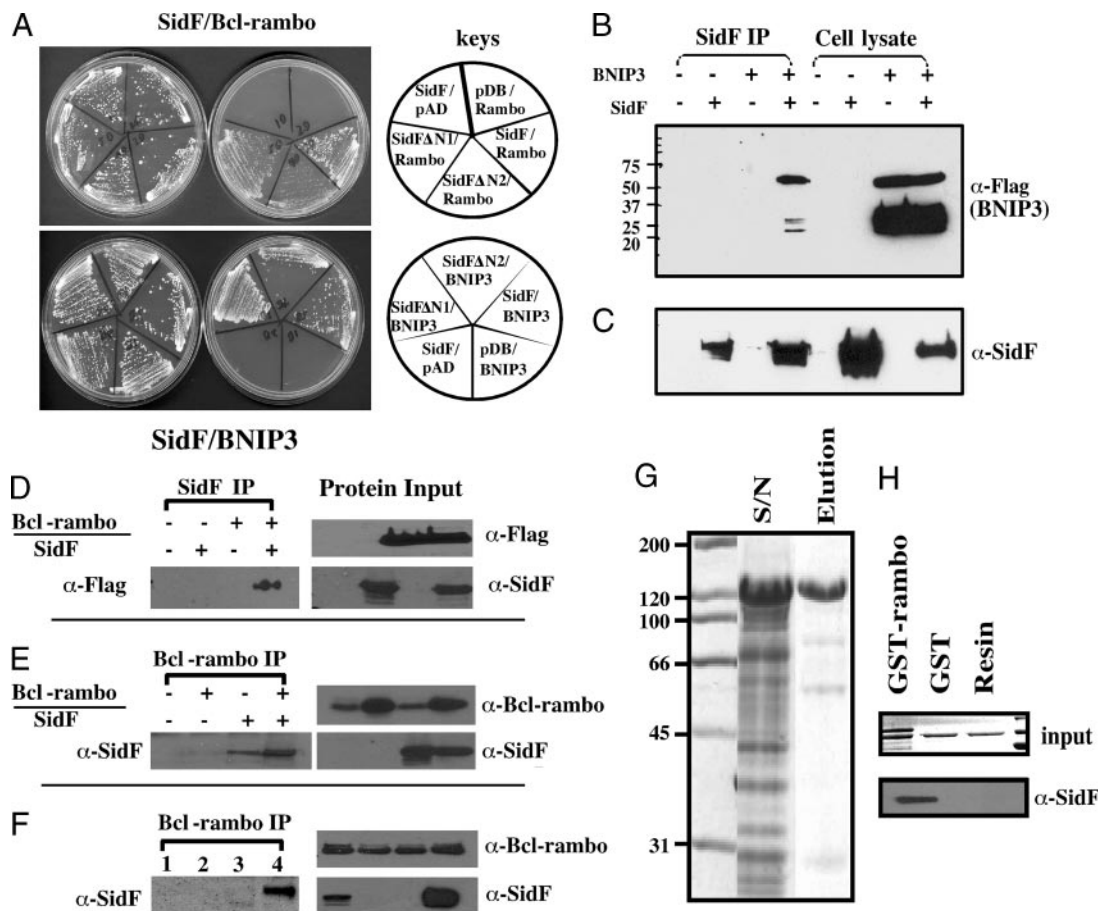 A
SidF/Bcl-rambo
keys
SidF/
pAD
pDB/
Rambo
SidFΔN1/
Rambo
SidF/
Rambo
SidFΔN2/
Rambo
SidFΔN2/
BNIP3
SidFΔN1/
BNIP3
SidF/
BNIP3
SidF/
pAD
pDB/
BNIP3
SidF/BNIP3
B
SidF IP Cell lysate
BNIP3 - - + + - - + +
SidF - + - + - + - +
75
50
37
25
20
α-Flag
(BNIP3)
C
α-SidF
D
SidF IP Protein Input
Bcl-rambo - - + +
SidF - + - +
α-Flag
α-Flag
α-SidF
E
Bcl-rambo IP
Bcl-rambo - + - +
SidF - - + +
α-Bcl-rambo
α-SidF
α-SidF
F
Bcl-rambo IP
1 2 3 4
α-Bcl-rambo
α-SidF
α-SidF
G
S/N
Elution
200
120
100
66
45
31
H
GST-rambo
GST
Resin
input
α-SidF